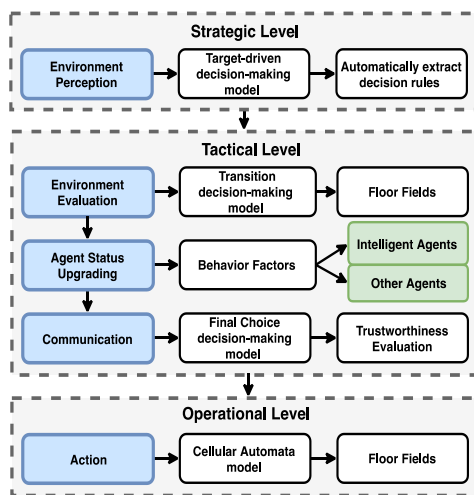 Strategic Level
Environment
Perception
Target-driven
decision-making
model
Automatically extract
decision rules
Tactical Level
Environment
Evaluation
Transition
decision-making
model
Floor Fields
Agent Status
Upgrading
Behavior Factors
Intelligent Agents
Other Agents
Communication
Final Choice
decision-making
model
Trustworthiness
Evaluation
Operational Level
Action
Cellular Automata
model
Floor Fields